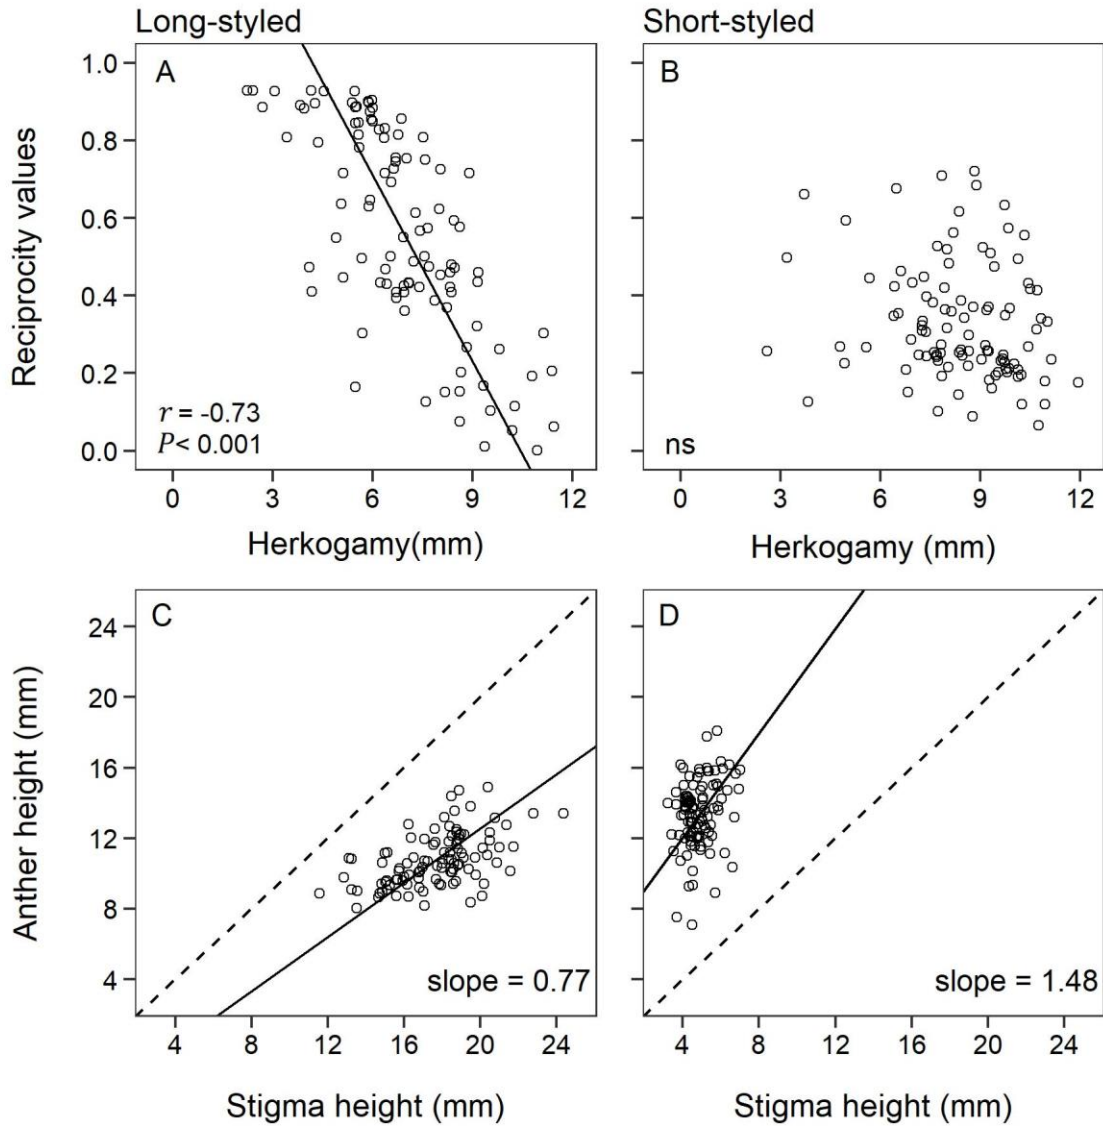 Long-styled
Short-styled
Reciprocity values
1.0
0.8
0.6
0.4
0.2
0.0
A
r = -0.73
P< 0.001
0 3 6 9 12
Herkogamy(mm)
B
ns
0 3 6 9 12
Herkogamy (mm)
Anther height (mm)
24
20
16
12
8
4
C
slope = 0.77
4 8 12 16 20 24
Stigma height (mm)
D
slope = 1.48
4 8 12 16 20 24
Stigma height (mm)